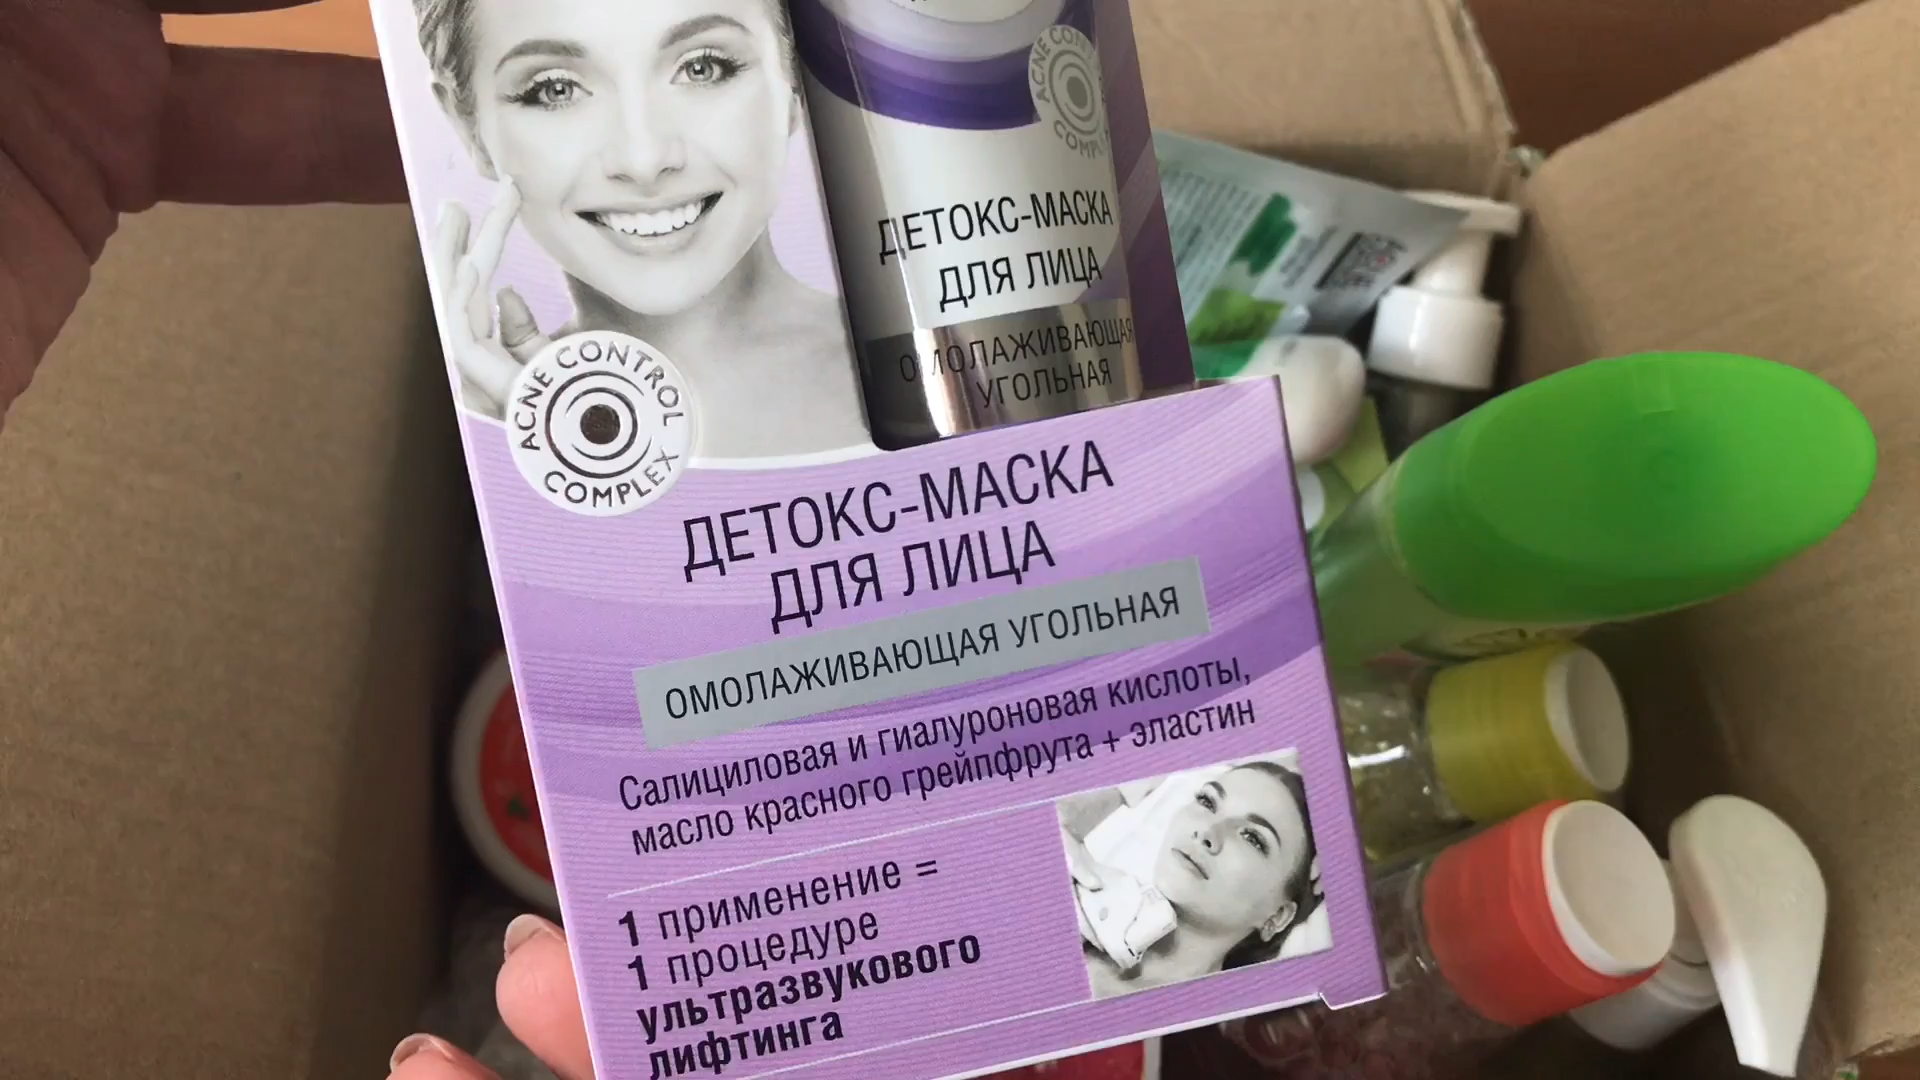 ACNE CONTROL
COMPLEX
ДЕТОКС-МАСКА
ДЛЯ ЛИЦА
ОМОЛАЖИВАЮЩАЯ
УГОЛЬНАЯ
ACNE CONTROL
COMPLEX
ДЕТОКС-МАСКА
ДЛЯ ЛИЦА
ОМОЛАЖИВАЮЩАЯ УГОЛЬНАЯ
Салициловая и гиалуроновая кислоты,
масло красного грейпфрута + эластин
1 применение =
1 процедуре
ультразвукового
лифтинга